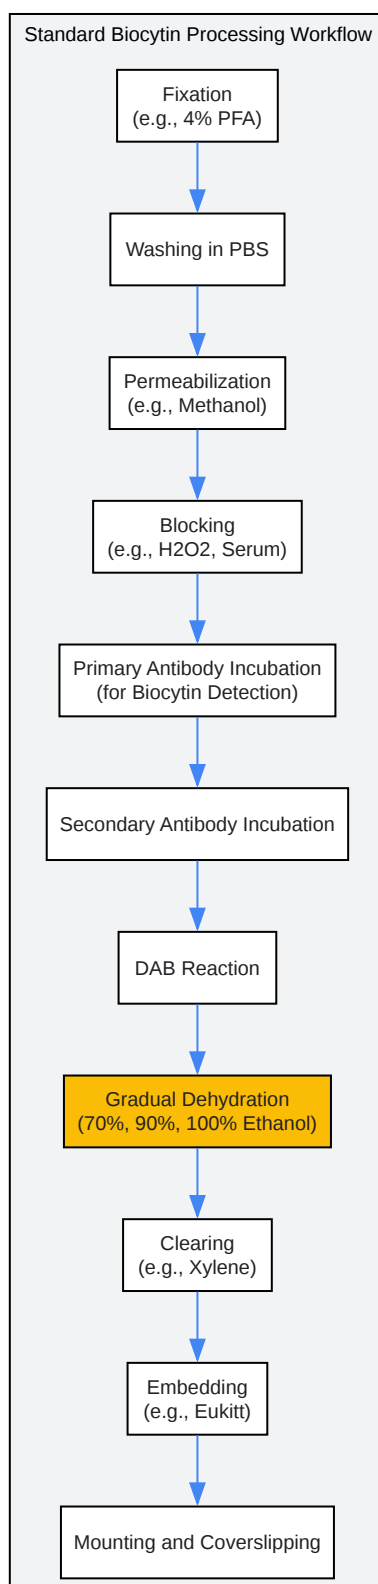 Standard Biocytin Processing Workflow
Fixation
(e.g., 4% PFA)
Washing in PBS
Permeabilization
(e.g., Methanol)
Blocking
(e.g., H2O2, Serum)
Primary Antibody Incubation
(for Biocytin Detection)
Secondary Antibody Incubation
DAB Reaction
Gradual Dehydration
(70%, 90%, 100% Ethanol)
Clearing
(e.g., Xylene)
Embedding
(e.g., Eukitt)
Mounting and Coverslipping